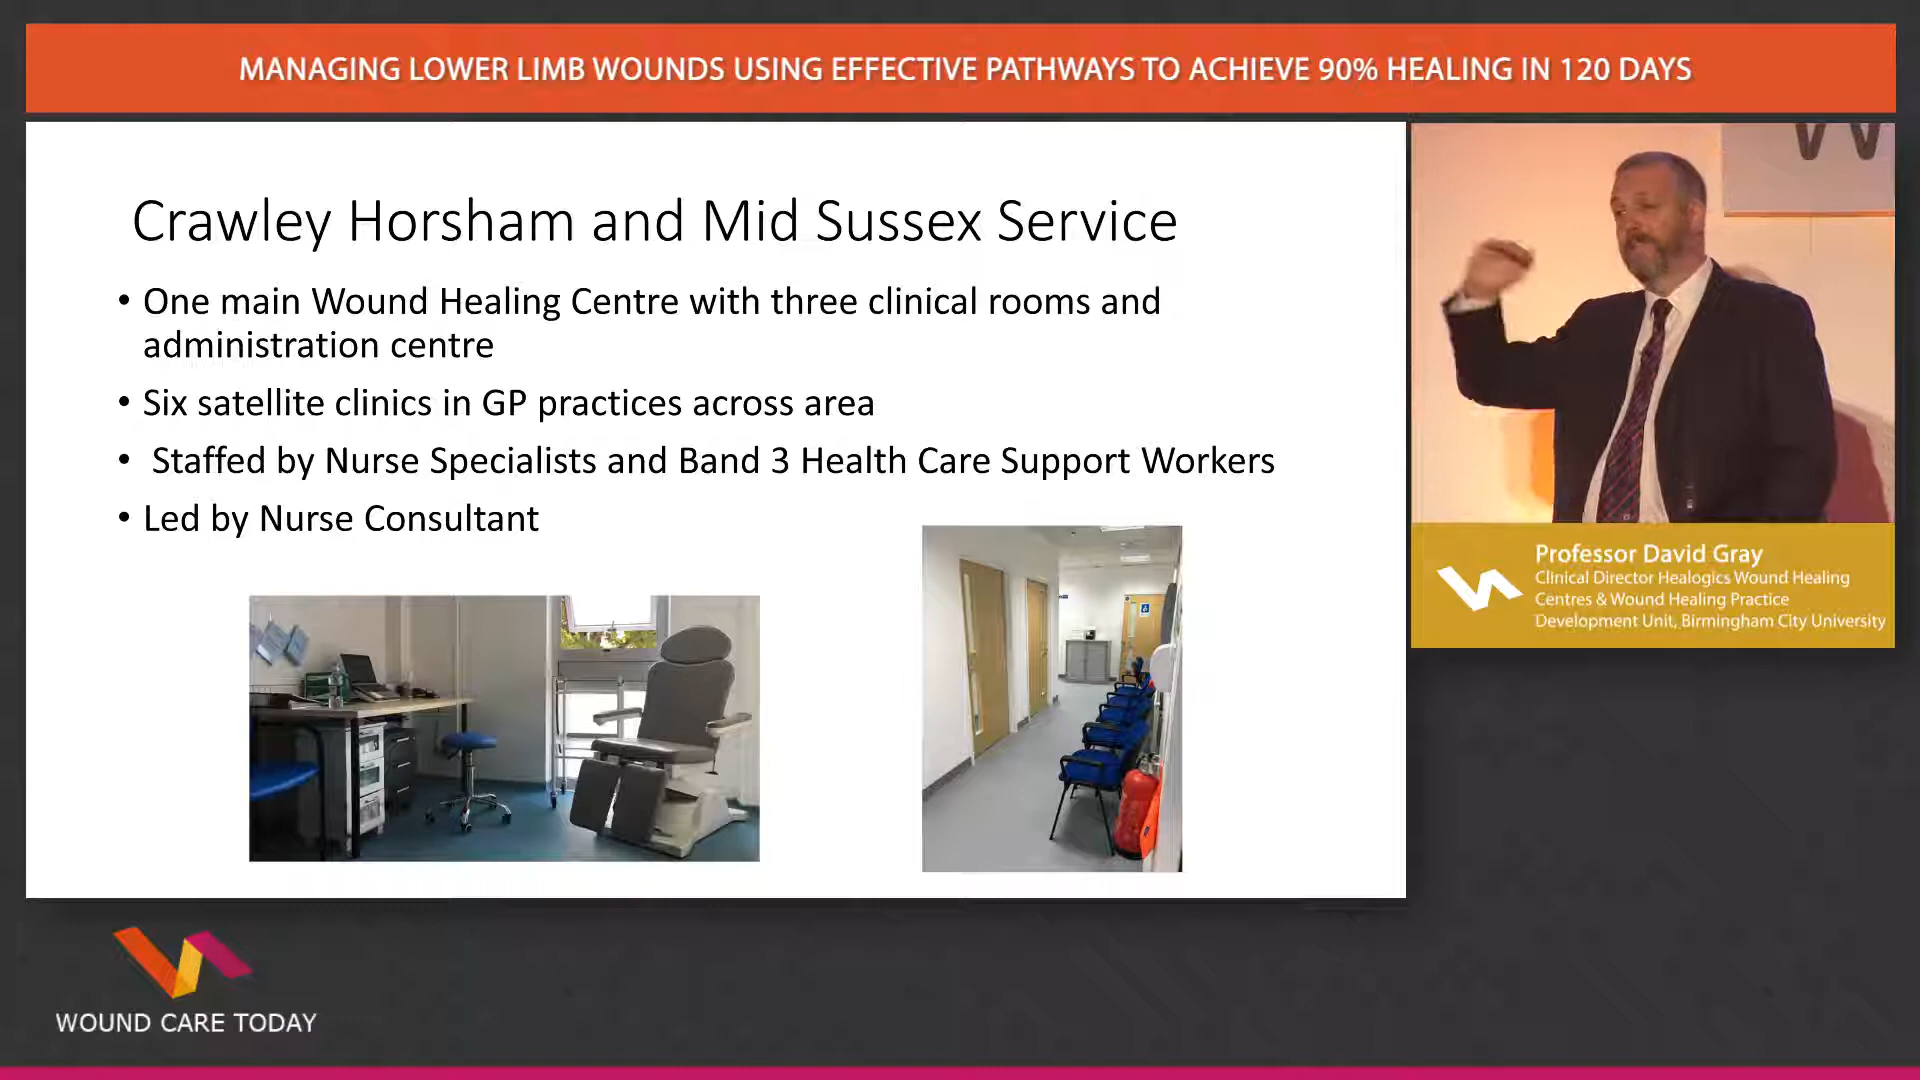 MANAGING LOWER LIMB WOUNDS USING EFFECTIVE PATHWAYS TO ACHIEVE 90% HEALING IN 120 DAYS
Crawley Horsham and Mid Sussex Service
• One main Wound Healing Centre with three clinical rooms and
administration centre
• Six satellite clinics in GP practices across area
• Staffed by Nurse Specialists and Band 3 Health Care Support Workers
• Led by Nurse Consultant
Professor David Gray
Clinical Director Healogics Wound Healing
Centres & Wound Healing Practice
Development Unit, Birmingham City University
WOUND CARE TODAY